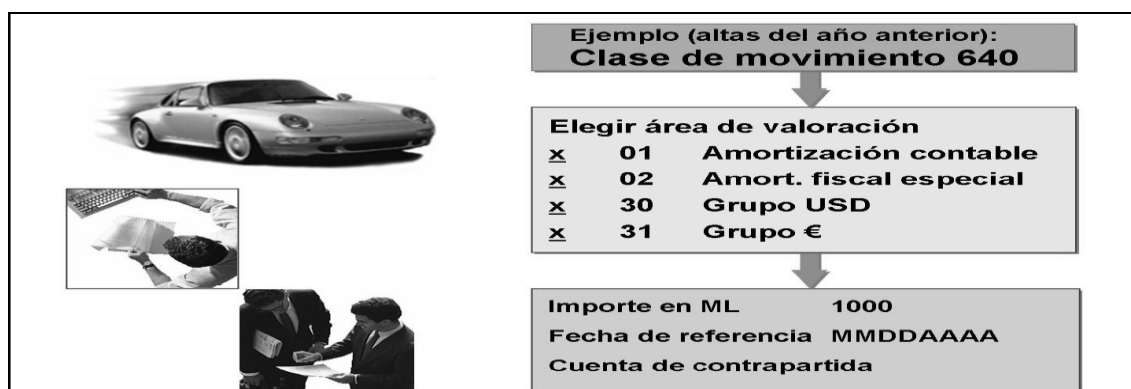 Ejemplo (altas del año anterior):
Clase de movimiento 640
Elegir área de valoración
x 01 Amortización contable
x 02 Amort. fiscal especial
x 30 Grupo USD
x 31 Grupo €
Importe en ML 1000
Fecha de referencia MMDDAAAA
Cuenta de contrapartida